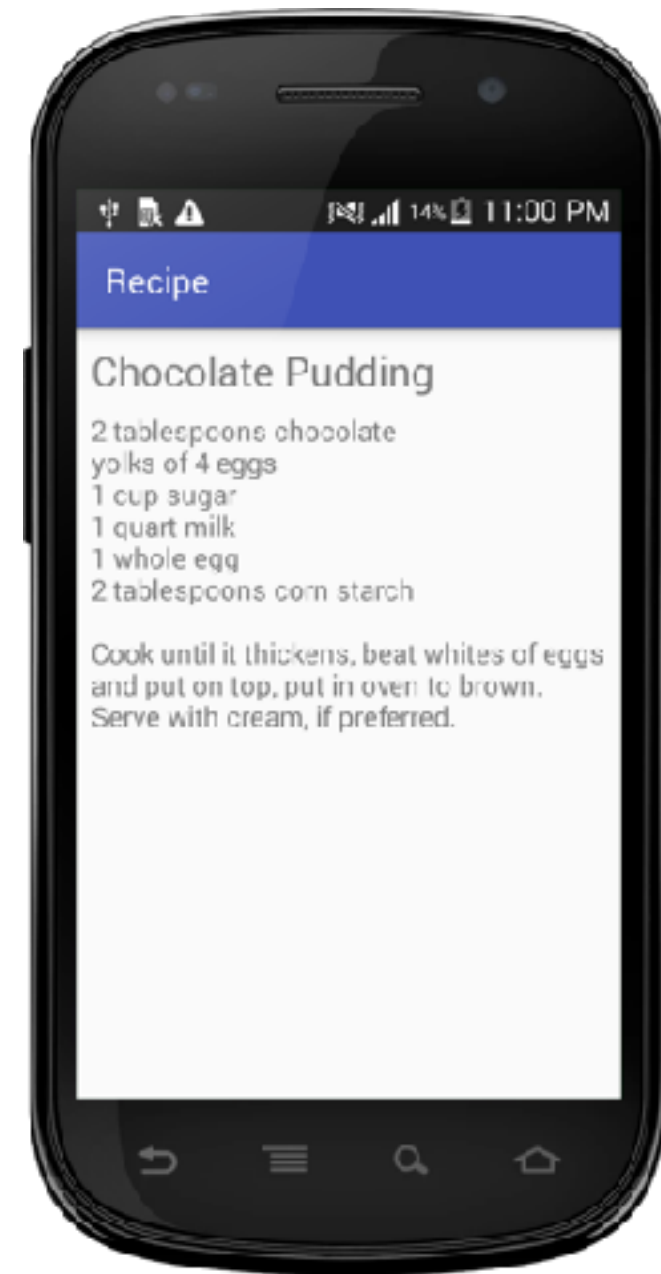 14% 11:00 PM
Recipe
Chocolate Pudding
2 tablespoons chocolate
yolks of 4 eggs
1 cup sugar
1 quart milk
1 whole egg
2 tablespoons corn starch
Cook until it thickens, beat whites of eggs
and put on top, put in oven to brown.
Serve with cream, if preferred.